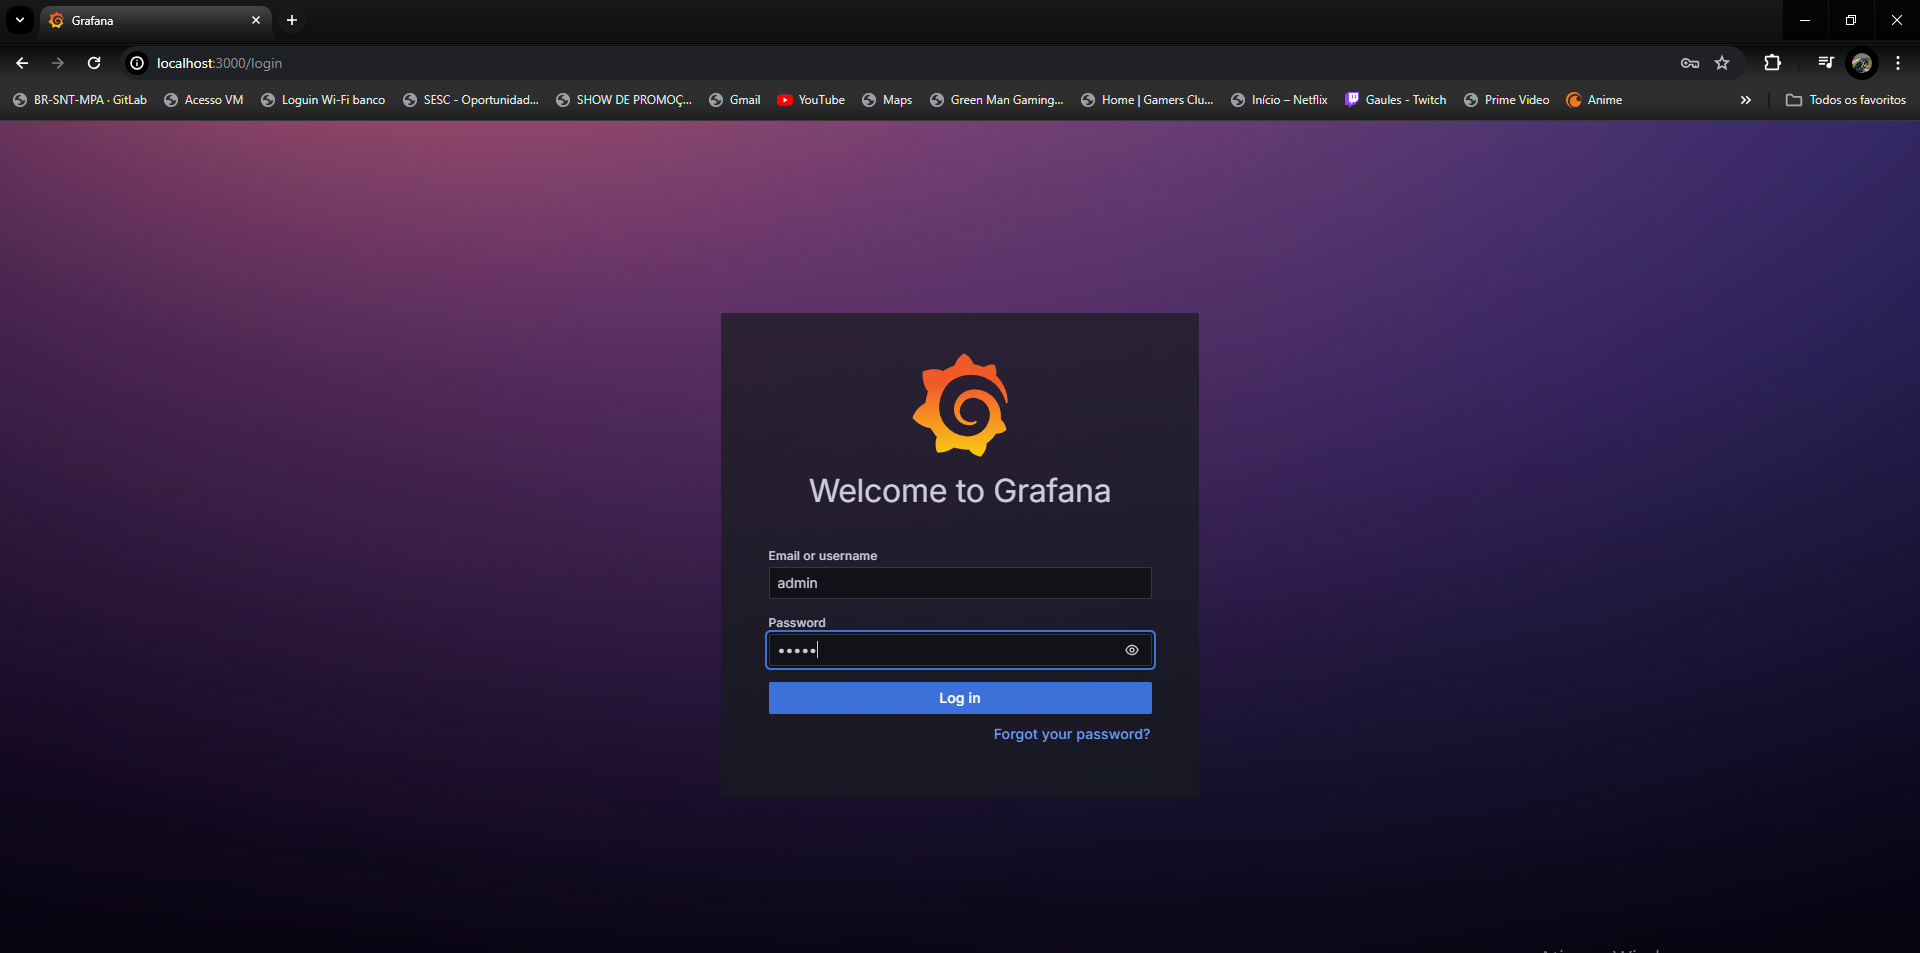 Grafana
localhost:3000/login
BR-SNT-MPA · GitLab
Acesso VM
Loguin Wi-Fi banco
SESC - Oportunidad...
SHOW DE PROMOÇ...
Gmail
YouTube
Maps
Green Man Gaming...
Home | Gamers Clu...
Início – Netflix
Gaules - Twitch
Prime Video
Anime
Todos os favoritos
Welcome to Grafana
Email or username
admin
Password
•••••
Log in
Forgot your password?